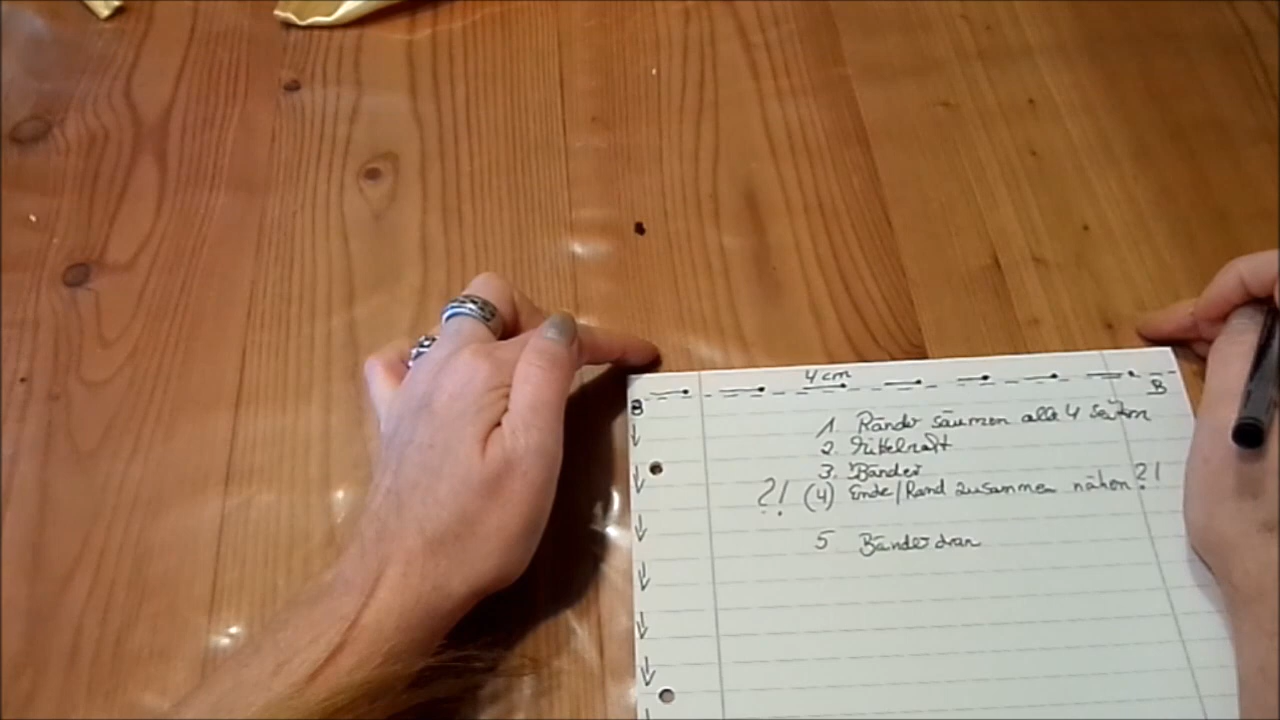 4 cm
B B
1. Ränder säumen alle 4 Seiten
2. Mittelnaht
3. Bänder
?! (4) Ende/Rand zusammen nähen ?!
5 Bänder dran